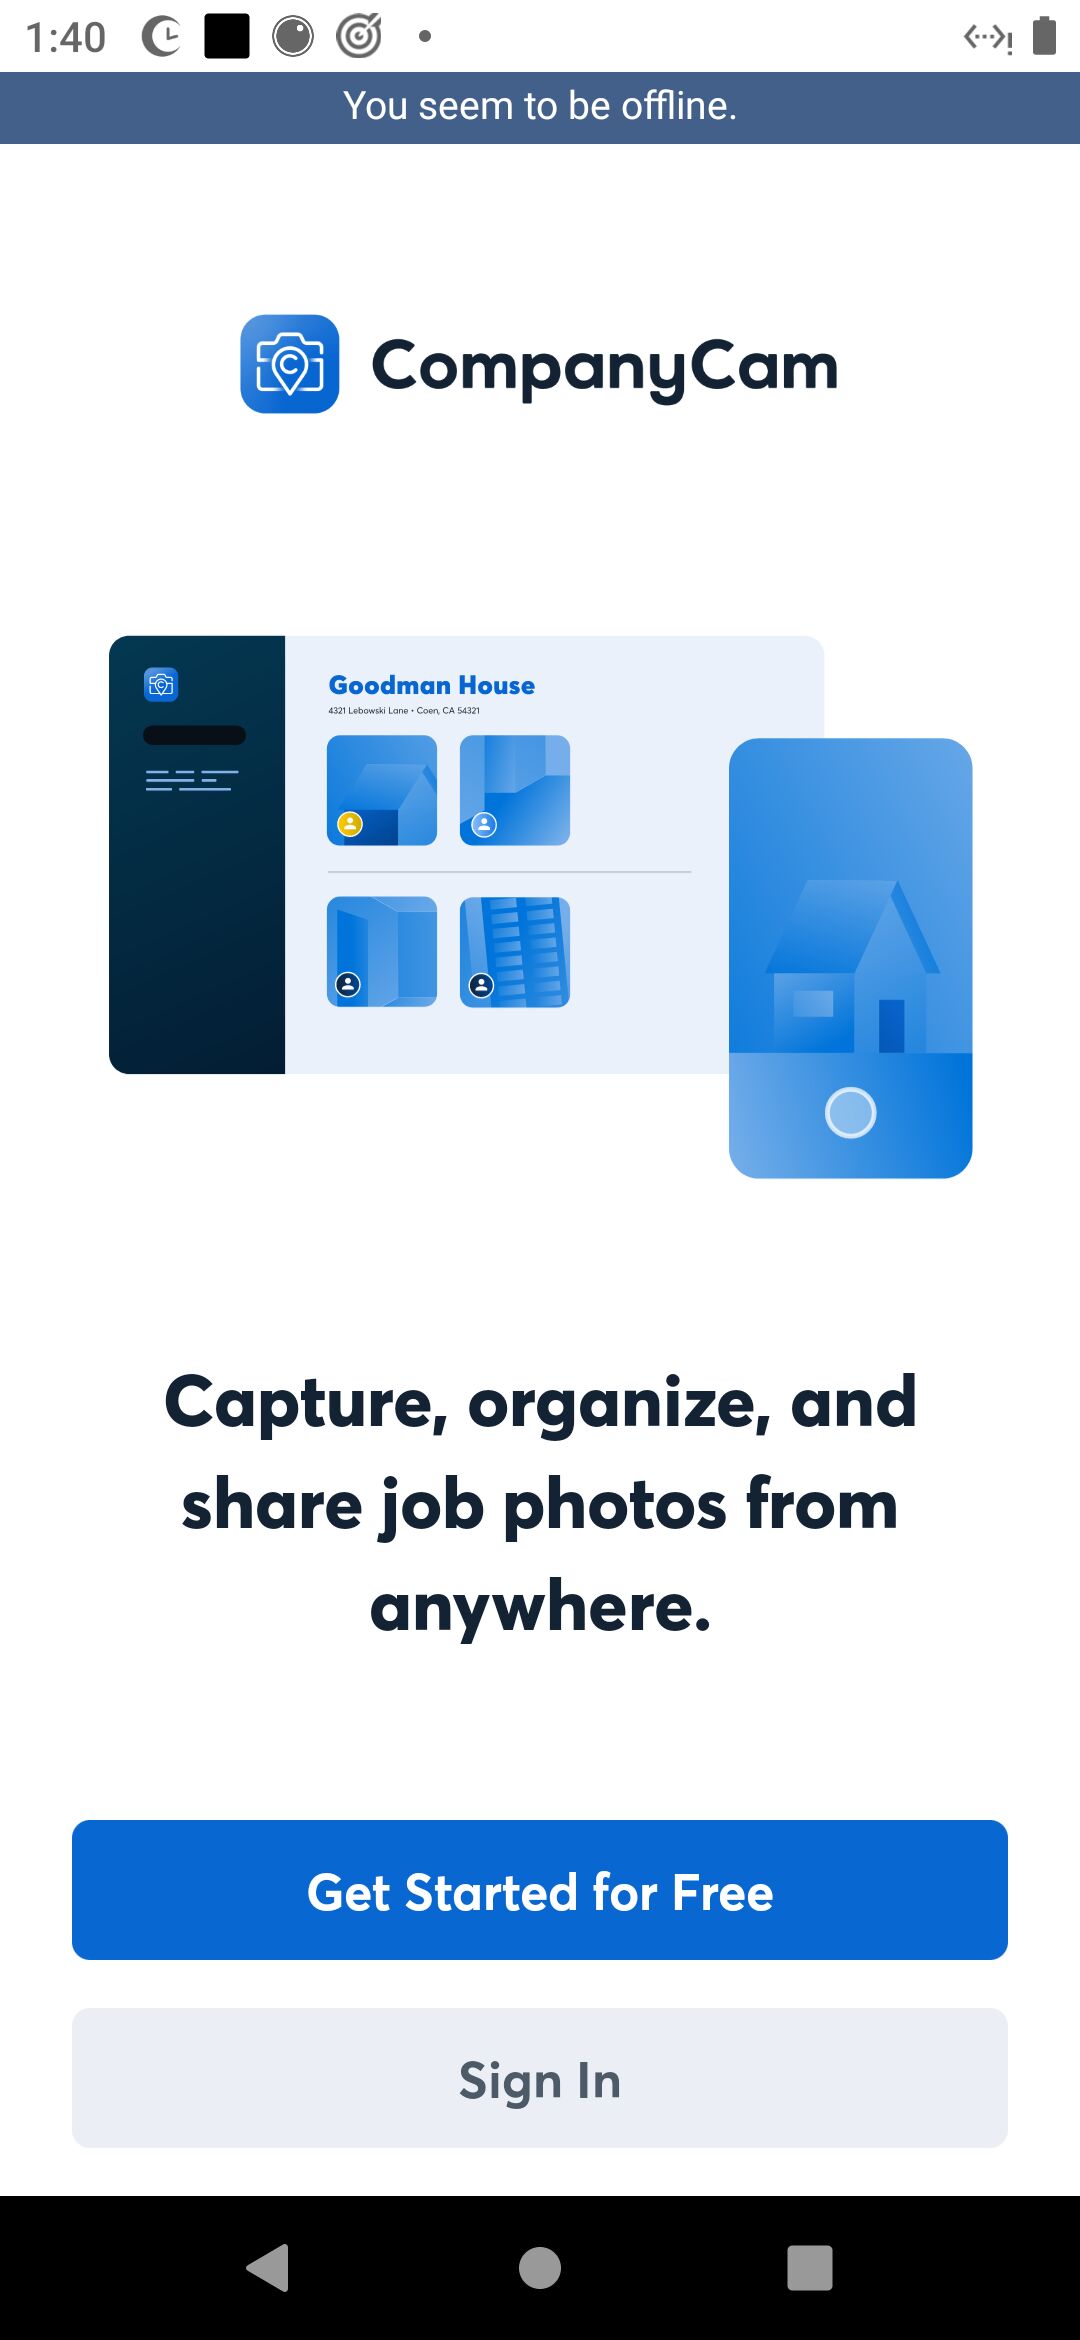 1:40
You seem to be offline.
CompanyCam
Goodman House
4321 Lebowski Lane • Coen, CA 54321
Capture, organize, and
share job photos from
anywhere.
Get Started for Free
Sign In